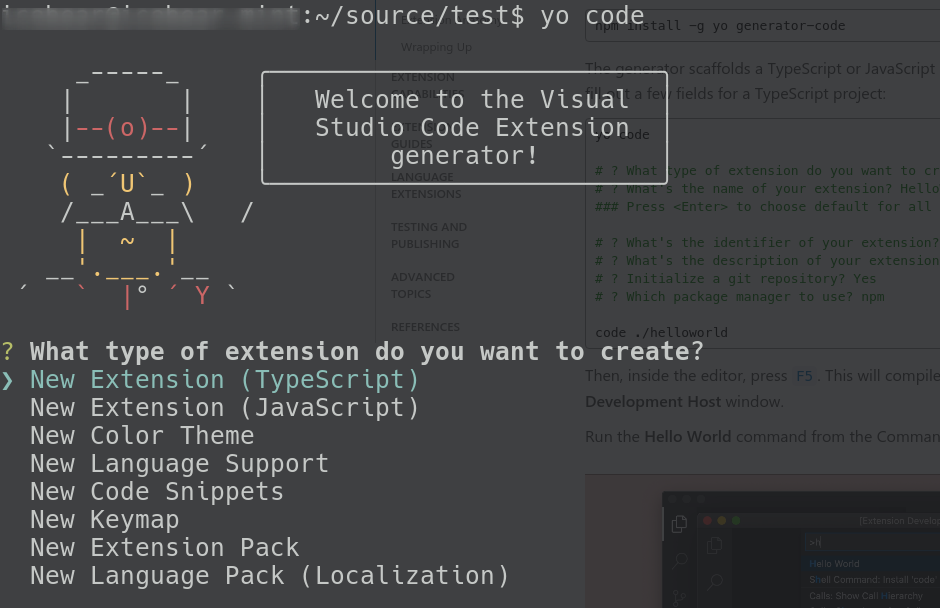 :~/source/test$ yo code
Welcome to the Visual
Studio Code Extension
generator!
? What type of extension do you want to create?
❯ New Extension (TypeScript)
New Extension (JavaScript)
New Color Theme
New Language Support
New Code Snippets
New Keymap
New Extension Pack
New Language Pack (Localization)
Wrapping Up
EXTENSION
CAPABILITIES
GUIDES
LANGUAGE
EXTENSIONS
TESTING AND
PUBLISHING
ADVANCED
TOPICS
REFERENCES
npm install -g yo generator-code
The generator scaffolds a TypeScript or JavaScript
fill out a few fields for a TypeScript project:
yo code
# ? What type of extension do you want to cr
# ? What's the name of your extension? Hello
### Press <Enter> to choose default for all
# ? What's the identifier of your extension?
# ? What's the description of your extension
# ? Initialize a git repository? Yes
# ? Which package manager to use? npm
code ./helloworld
Then, inside the editor, press F5. This will compile
Development Host window.
Run the Hello World command from the Comman
[Extension Develop
>h
Hello World
Shell Command: Install 'code'
Calls: Show Call Hierarchy